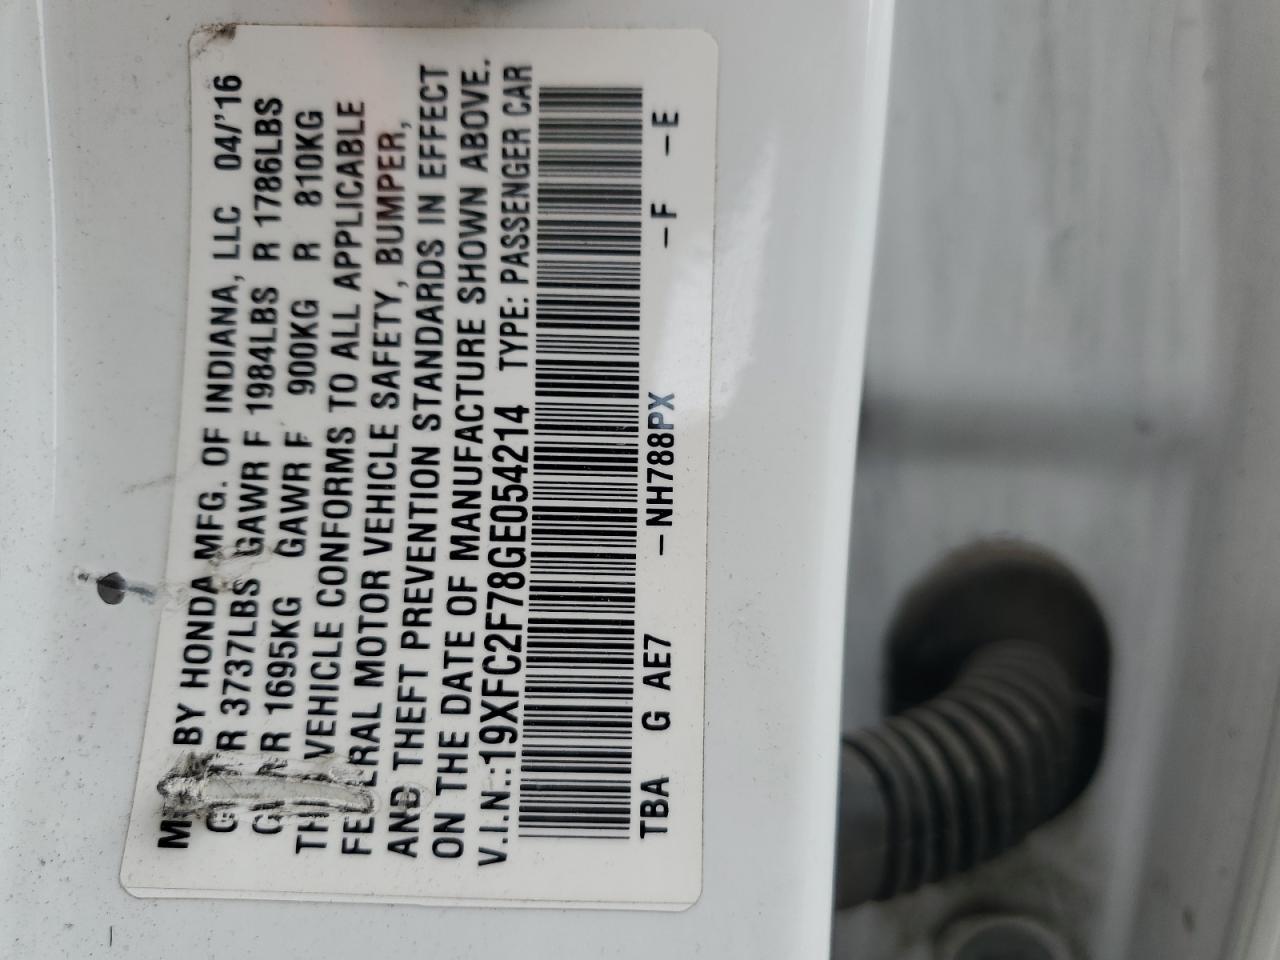 BY HONDA MFG. OF INDIANA, LLC 04/'16
R 3737LBS GAWR F 1984LBS R 1786LBS
R 1695KG GAWR F 900KG R 810KG
VEHICLE CONFORMS TO ALL APPLICABLE
MOTOR VEHICLE SAFETY, BUMPER,
AND THEFT PREVENTION STANDARDS IN EFFECT
ON THE DATE OF MANUFACTURE SHOWN ABOVE.
V.I.N.:19XFC2F78GE054214 TYPE: PASSENGER CAR
TBA G AE7 –NH788PX –F –E